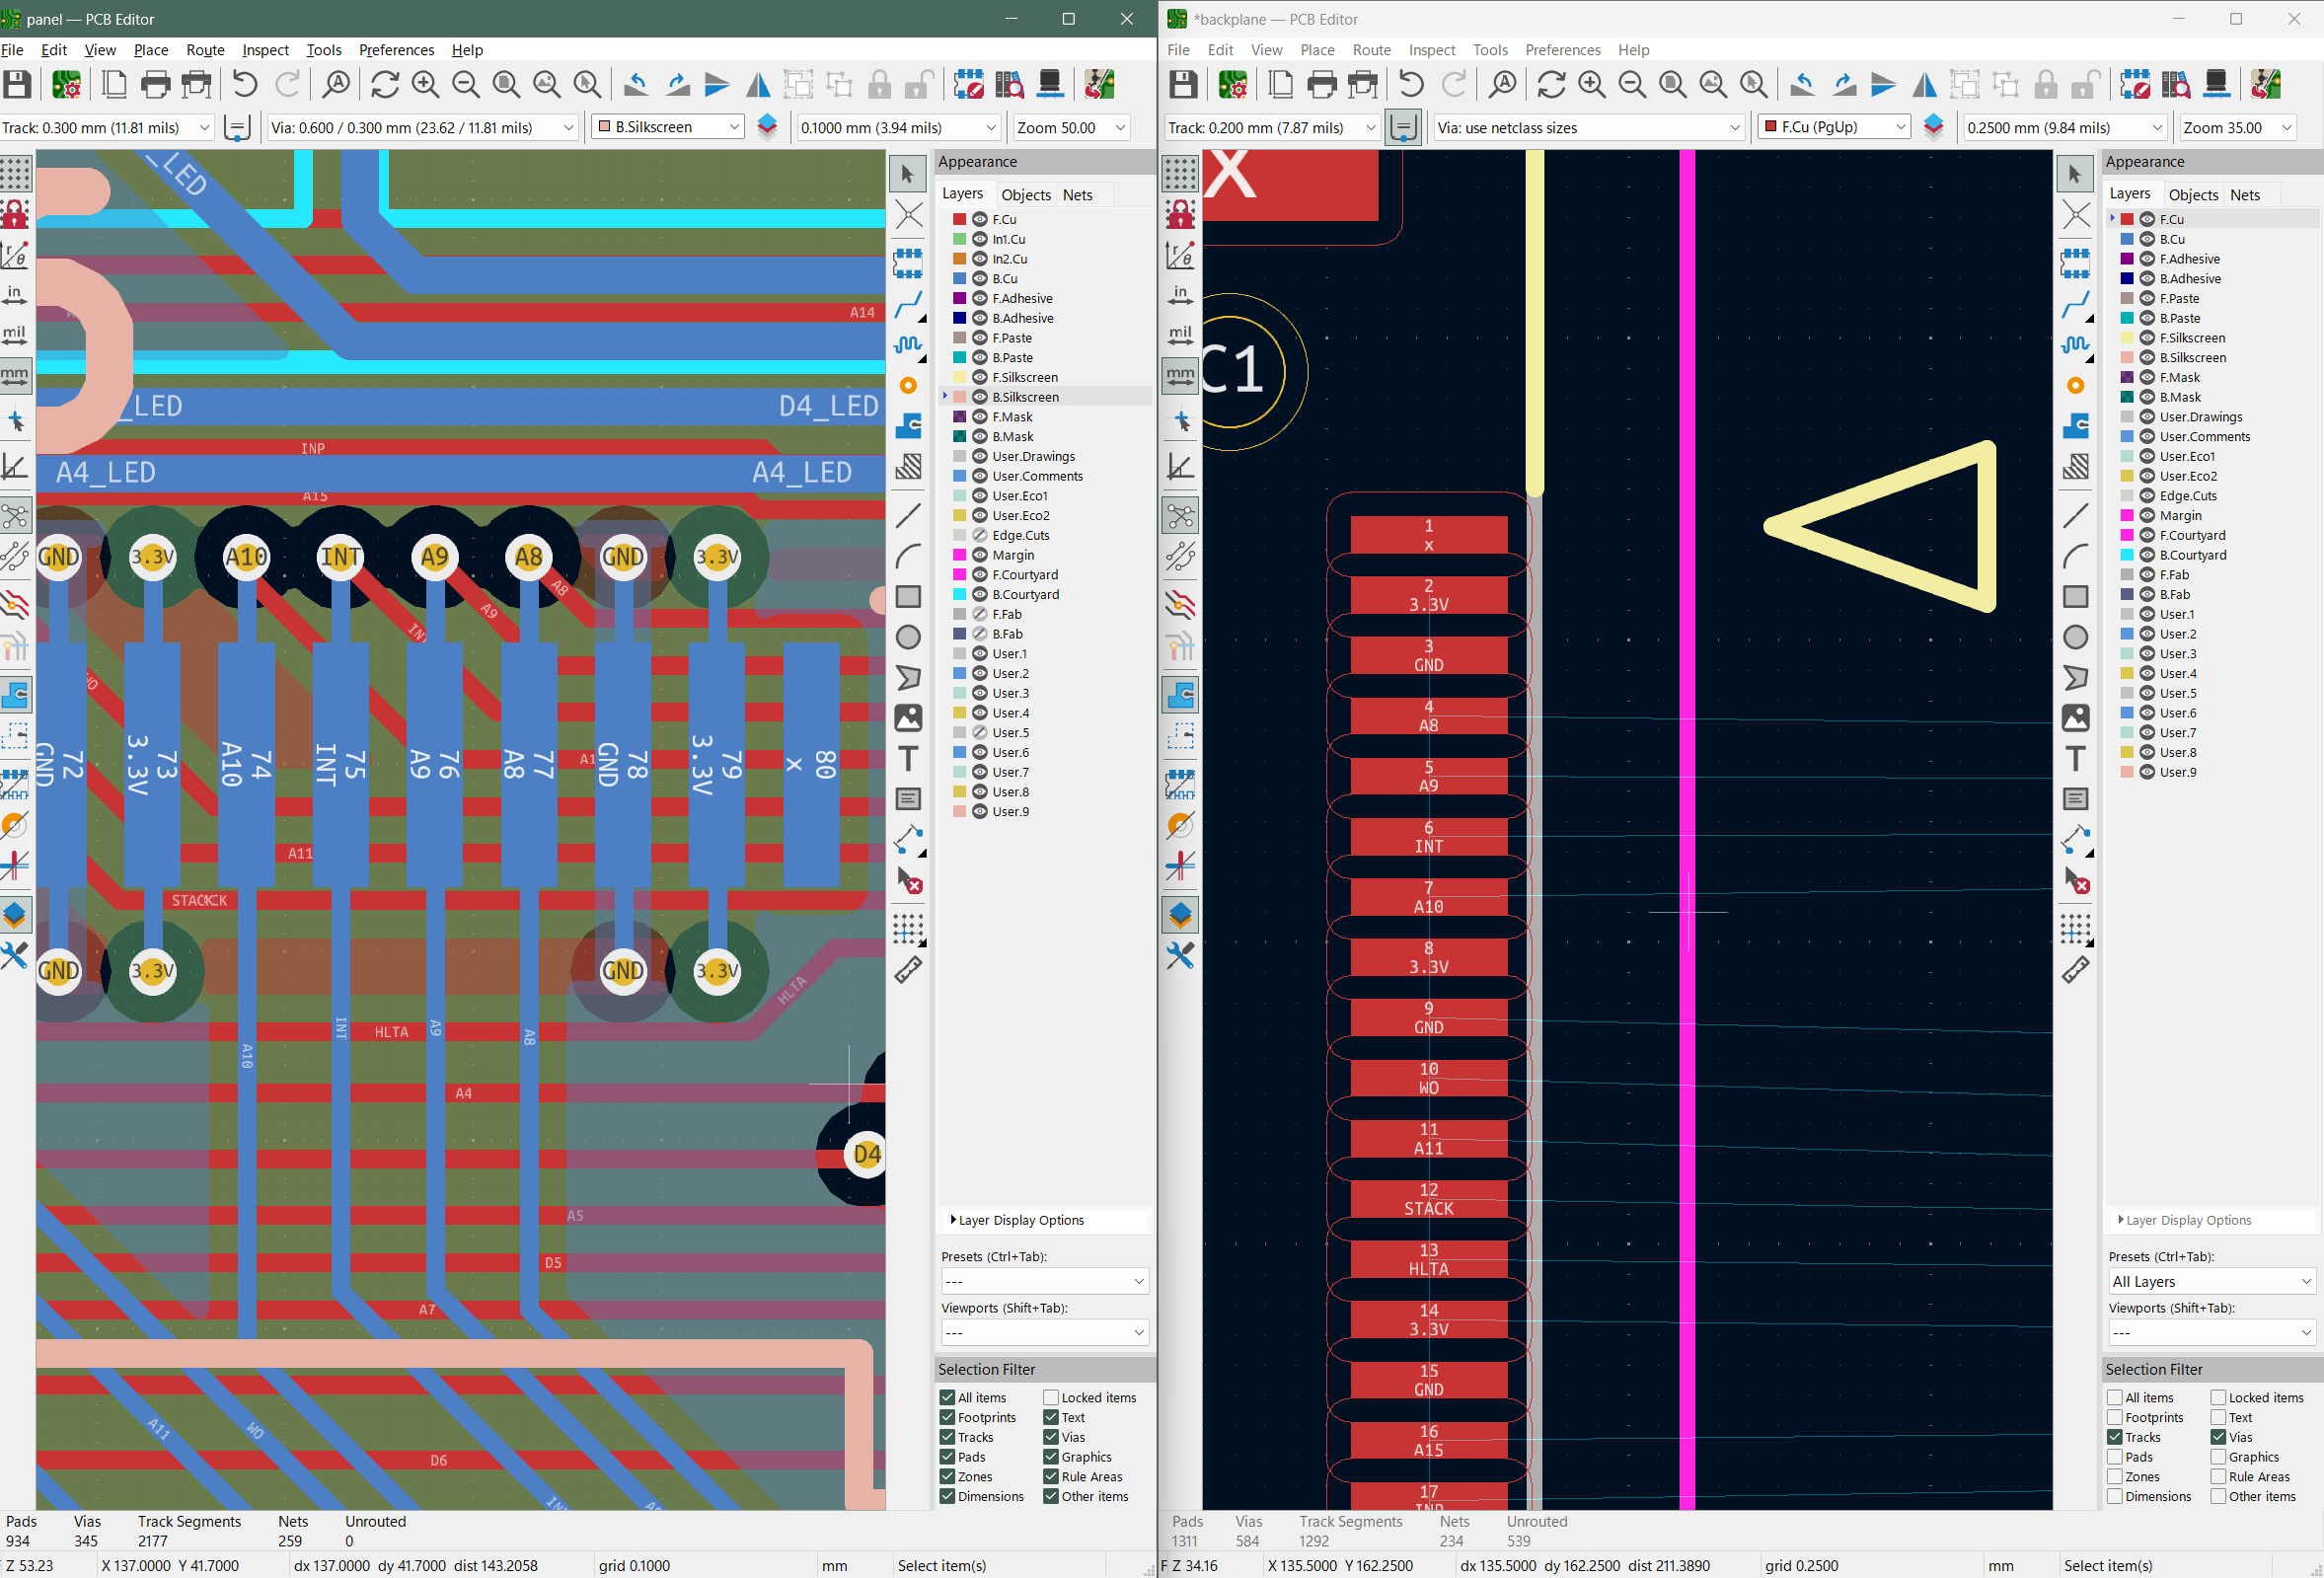 panel — PCB Editor
File Edit View Place Route Inspect Tools Preferences Help
Track: 0.300 mm (11.81 mils)
Via: 0.600 / 0.300 mm (23.62 / 11.81 mils)
B.Silkscreen
0.1000 mm (3.94 mils)
Zoom 50.00
in
mil
mm
_LED
A14
_LED
D4_LED
INP
A4_LED
A4_LED
A15
GND
3.3V
A10
INT
A9
A8
GND
3.3V
A8
A9
WO
72
GND
73
3.3V
74
A10
75
INT
76
A9
77
A8
78
GND
79
3.3V
80
x
A11
GND
3.3V
GND
3.3V
HLTA
HLTA
A10
INT
A9
A8
A4
D4
A5
D5
A7
A11
WO
D6
Appearance
Layers Objects Nets
F.Cu
In1.Cu
In2.Cu
B.Cu
F.Adhesive
B.Adhesive
F.Paste
B.Paste
F.Silkscreen
B.Silkscreen
F.Mask
B.Mask
User.Drawings
User.Comments
User.Eco1
User.Eco2
Edge.Cuts
Margin
F.Courtyard
B.Courtyard
F.Fab
B.Fab
User.1
User.2
User.3
User.4
User.5
User.6
User.7
User.8
User.9
Layer Display Options
Presets (Ctrl+Tab):
---
Viewports (Shift+Tab):
---
Selection Filter
All items Locked items
Footprints Text
Tracks Vias
Pads Graphics
Zones Rule Areas
Dimensions Other items
Pads Vias Track Segments Nets Unrouted
934 345 2177 259 0
Z 53.23 X 137.0000 Y 41.7000 dx 137.0000 dy 41.7000 dist 143.2058 grid 0.1000 mm Select item(s)
*backplane — PCB Editor
File Edit View Place Route Inspect Tools Preferences Help
Track: 0.200 mm (7.87 mils)
Via: use netclass sizes
F.Cu (PgUp)
0.2500 mm (9.84 mils)
Zoom 35.00
in
mil
mm
X
C1
1
x
2
3.3V
3
GND
4
A8
5
A9
6
INT
7
A10
8
3.3V
9
GND
10
WO
11
A11
12
STACK
13
HLTA
14
3.3V
15
GND
16
A15
17
INP
Appearance
Layers Objects Nets
F.Cu
B.Cu
F.Adhesive
B.Adhesive
F.Paste
B.Paste
F.Silkscreen
B.Silkscreen
F.Mask
B.Mask
User.Drawings
User.Comments
User.Eco1
User.Eco2
Edge.Cuts
Margin
F.Courtyard
B.Courtyard
F.Fab
B.Fab
User.1
User.2
User.3
User.4
User.5
User.6
User.7
User.8
User.9
Layer Display Options
Presets (Ctrl+Tab):
All Layers
Viewports (Shift+Tab):
---
Selection Filter
All items Locked items
Footprints Text
Tracks Vias
Pads Graphics
Zones Rule Areas
Dimensions Other items
Pads Vias Track Segments Nets Unrouted
1311 584 1292 234 539
F Z 34.16 X 135.5000 Y 162.2500 dx 135.5000 dy 162.2500 dist 211.3890 grid 0.2500 mm Select item(s)